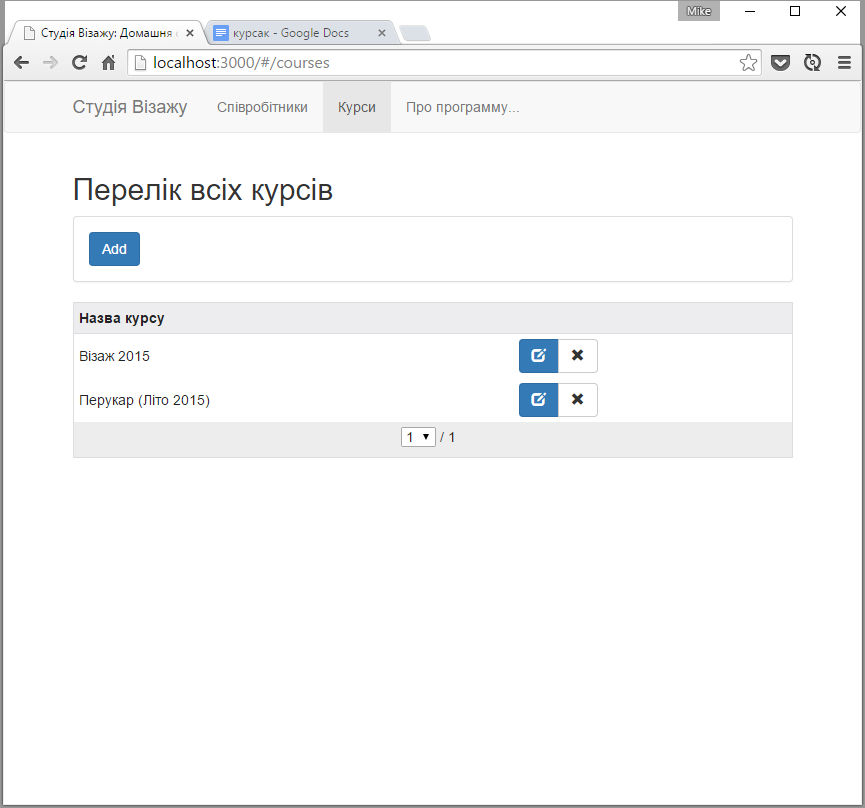 Mike
Студія Візажу: Домашня
курсак - Google Docs
localhost:3000/#/courses
Студія Візажу Співробітники Курси Про программу...
Перелік всіх курсів
Add
Назва курсу
Візаж 2015
Перукар (Літо 2015)
1 / 1